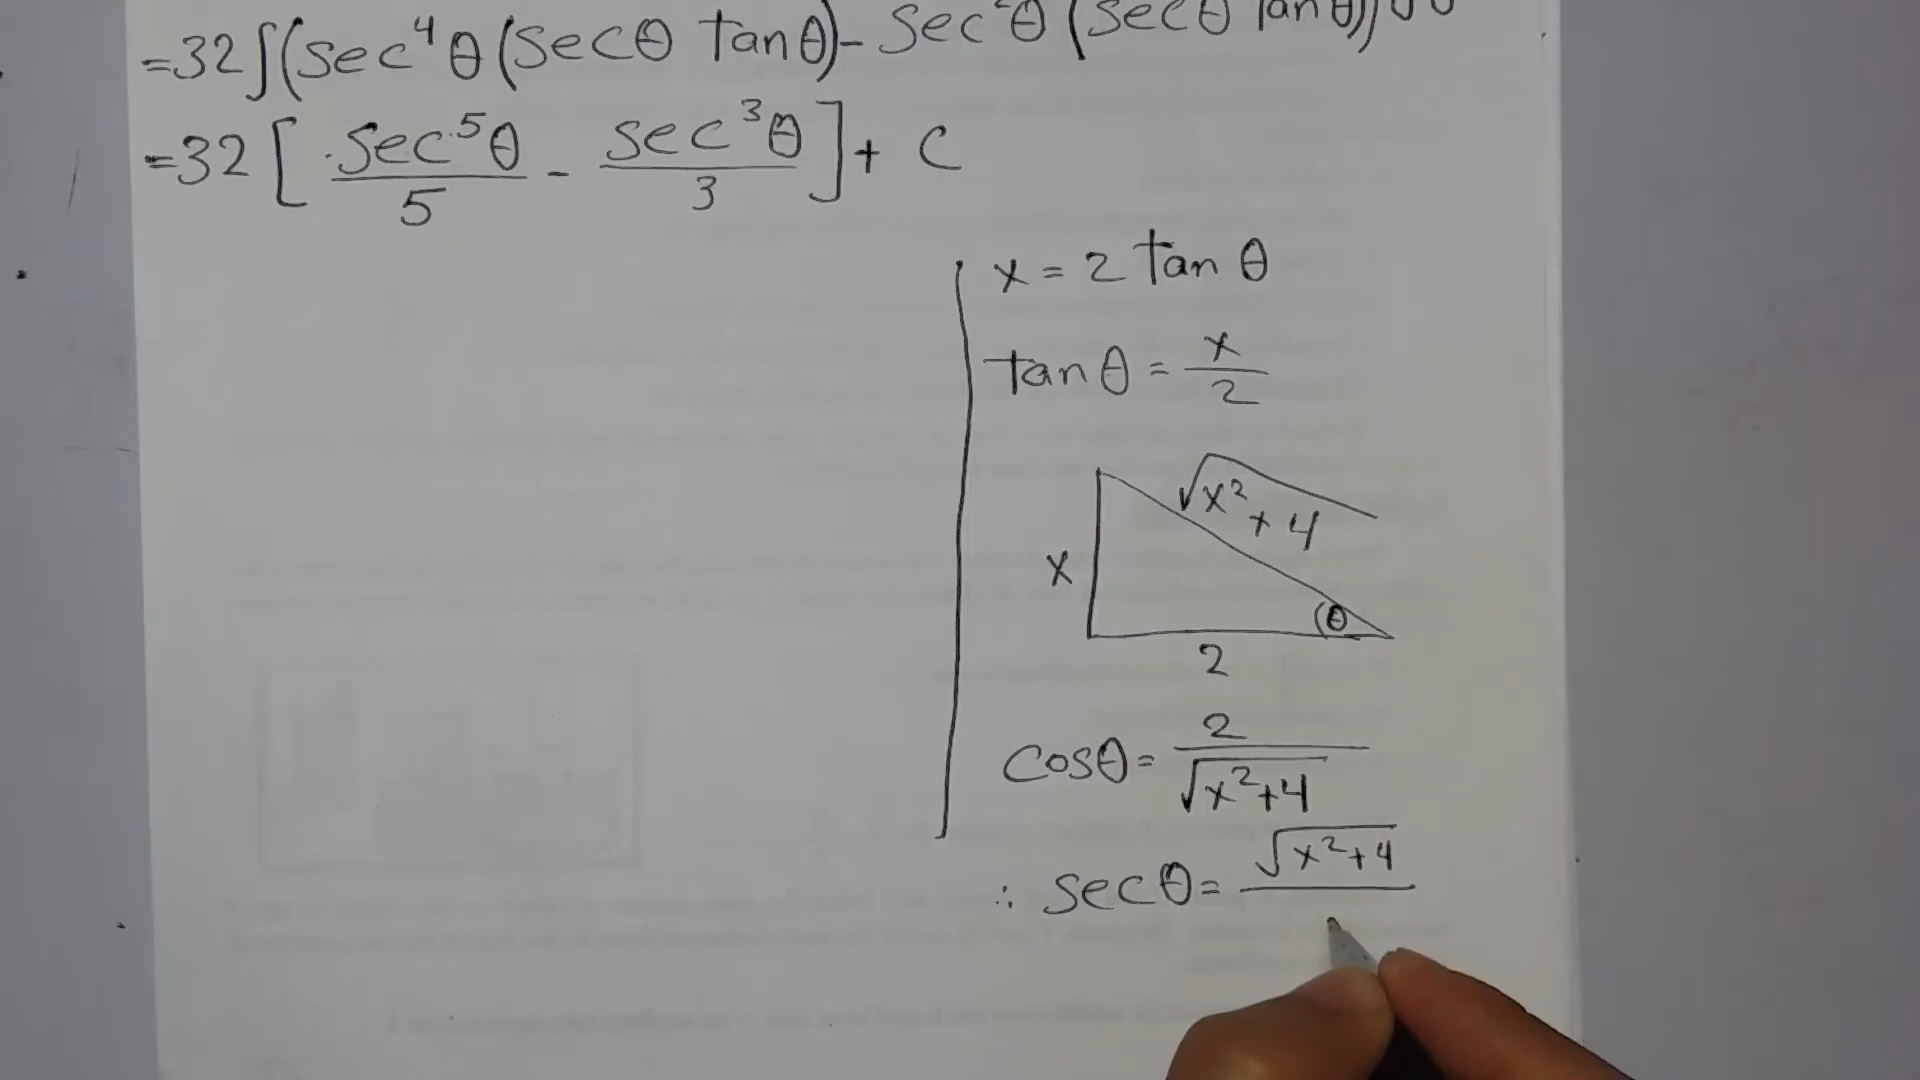 =32∫(sec⁴θ(secθ tanθ)-sec²θ(secθ tanθ))dθ
=32[sec⁵θ/5 - sec³θ/3]+ C
x = 2 tan θ
tan θ = x/2
√x²+4
x
θ
2
cosθ= 2/√x²+4
∴ secθ= √x²+4